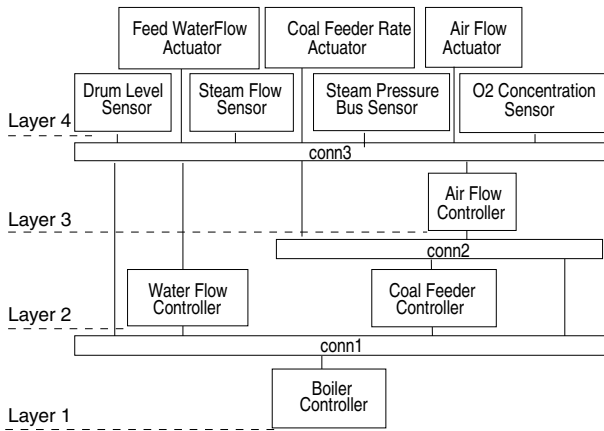 Feed WaterFlow
Actuator
Coal Feeder Rate
Actuator
Air Flow
Actuator
Drum Level
Sensor
Steam Flow
Sensor
Steam Pressure
Bus Sensor
O2 Concentration
Sensor
Layer 4
conn3
Air Flow
Controller
Layer 3
conn2
Water Flow
Controller
Coal Feeder
Controller
Layer 2
conn1
Boiler
Controller
Layer 1